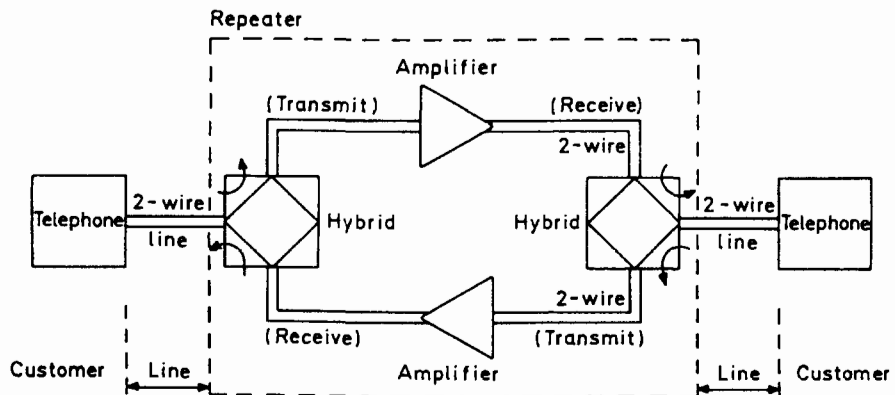 Repeater
Amplifier
(Transmit)
(Receive)
2-wire
Telephone
2-wire
line
Hybrid
Hybrid
2-wire
line
Telephone
2-wire
(Receive)
(Transmit)
Amplifier
Customer
Line
Line
Customer